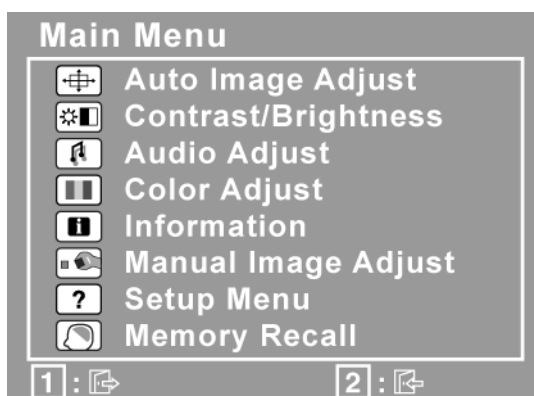 Main Menu
Auto Image Adjust
Contrast/Brightness
Audio Adjust
Color Adjust
i Information
Manual Image Adjust
? Setup Menu
Memory Recall
1 : 2 :